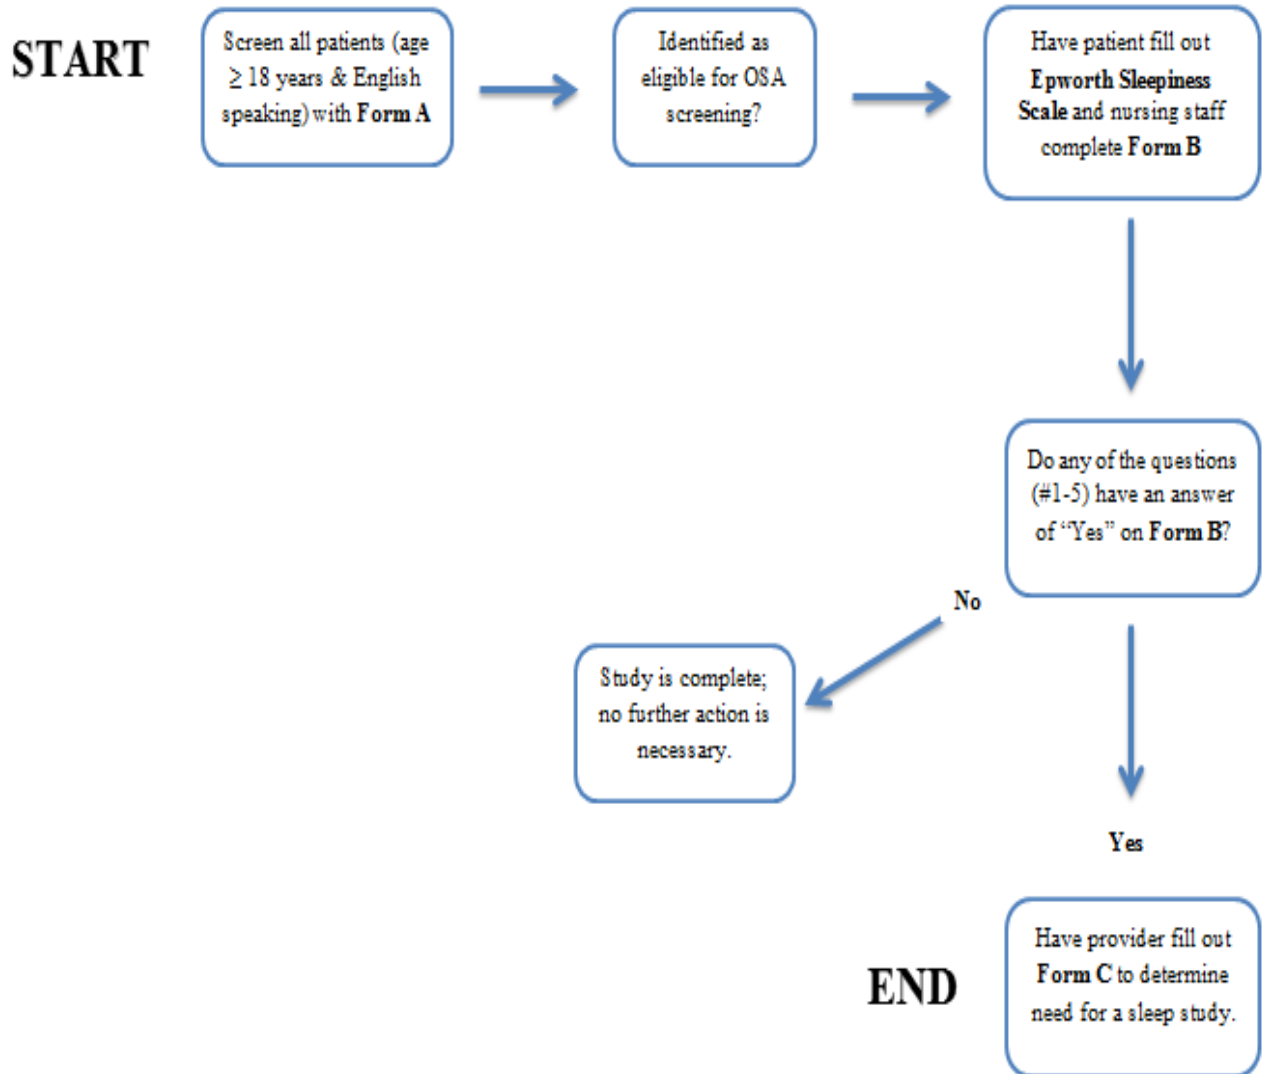 START
Screen all patients (age
≥ 18 years & English
speaking) with Form A
Identified as
eligible for OSA
screening?
Have patient fill out
Epworth Sleepiness
Scale and nursing staff
complete Form B
Do any of the questions
(#1-5) have an answer
of “Yes” on Form B?
No
Study is complete;
no further action is
necessary.
Yes
Have provider fill out
Form C to determine
need for a sleep study.
END